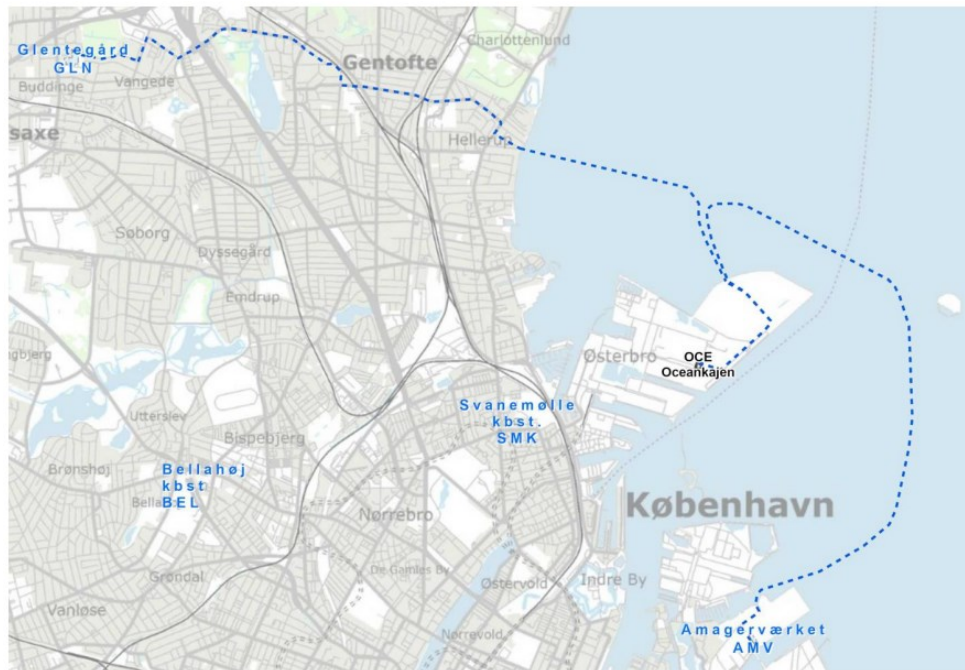 Charlottenlund
Glentegård
GLN
Gentofte
Buddinge
Vangede
saxe
Hellerup
Søborg
Dyssegård
Emdrup
ngbjerg
Østerbro
OCE
Oceankajen
Utterslev
Svanemølle
kbst.
SMK
Bispebjerg
Brønshøj
Bellahøj
kbst
BEL
København
Nørrebro
Grøndal
De Gamles By
Østervold
Indre By
Vanløse
Nørrevold
Amagerværket
AMV